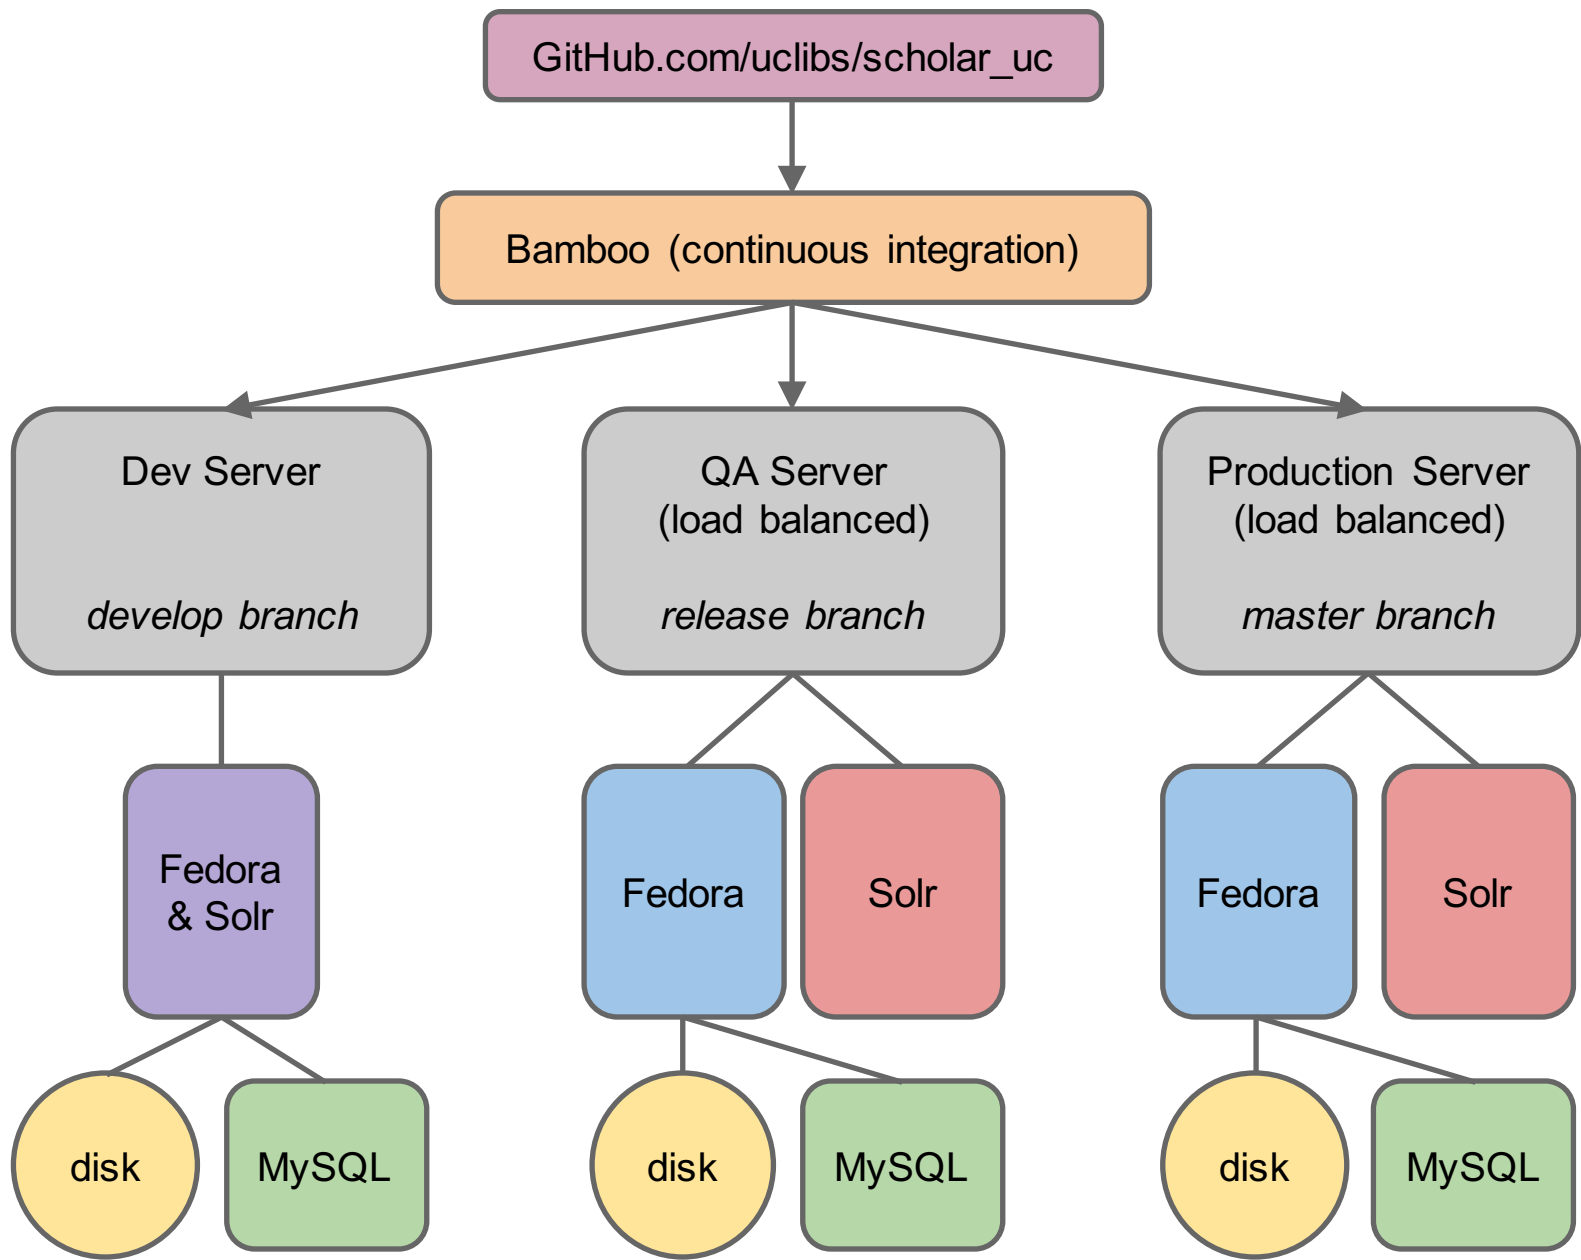 GitHub.com/uclibs/scholar_uc
Bamboo (continuous integration)
Dev Server
develop branch
QA Server
(load balanced)
release branch
Production Server
(load balanced)
master branch
Fedora
& Solr
Fedora
Solr
Fedora
Solr
disk
MySQL
disk
MySQL
disk
MySQL